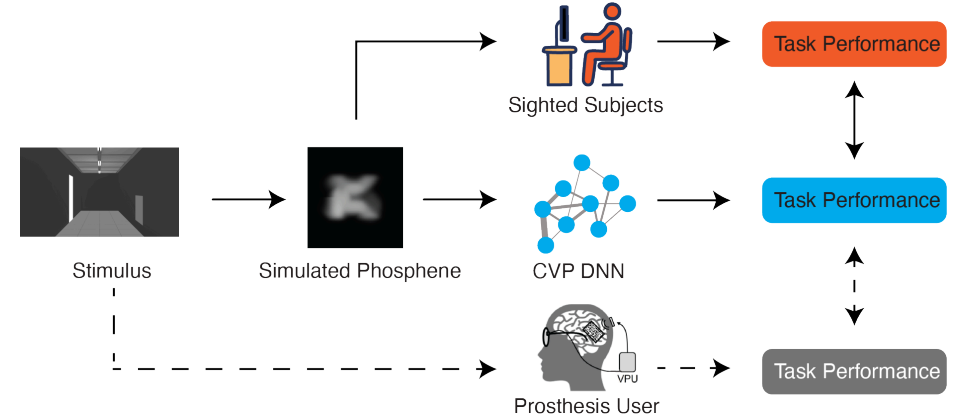 Task Performance
Sighted Subjects
Task Performance
Stimulus
Simulated Phosphene
CVP DNN
VPU
Task Performance
Prosthesis User